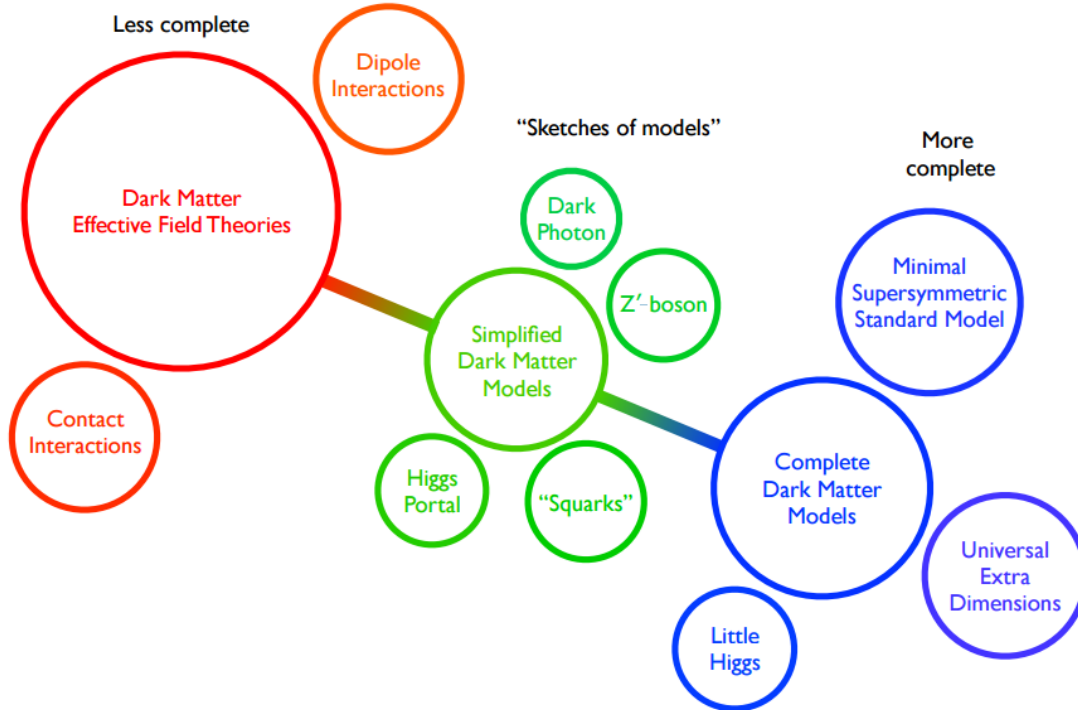 Less complete
Dipole
Interactions
Dark Matter
Effective Field Theories
Contact
Interactions
“Sketches of models”
Dark
Photon
Z′-boson
Simplified
Dark Matter
Models
Higgs
Portal
“Squarks”
More
complete
Minimal
Supersymmetric
Standard Model
Complete
Dark Matter
Models
Universal
Extra
Dimensions
Little
Higgs